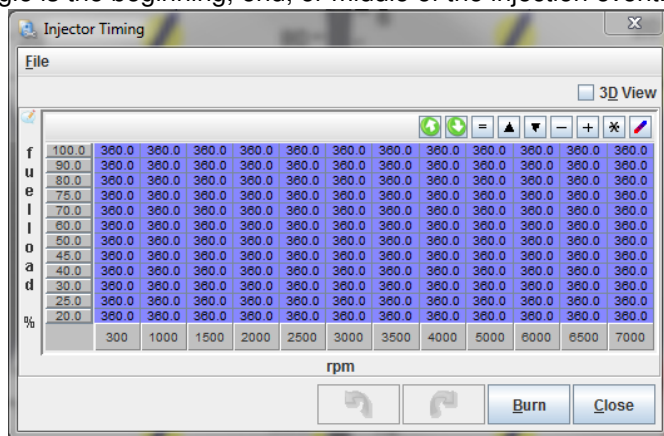 gle is the beginning, end, or middle of the injection event.
Injector Timing
File
3D View
= - + *
fuelload %
100.0 360.0 360.0 360.0 360.0 360.0 360.0 360.0 360.0 360.0 360.0 360.0 360.0
90.0 360.0 360.0 360.0 360.0 360.0 360.0 360.0 360.0 360.0 360.0 360.0 360.0
80.0 360.0 360.0 360.0 360.0 360.0 360.0 360.0 360.0 360.0 360.0 360.0 360.0
75.0 360.0 360.0 360.0 360.0 360.0 360.0 360.0 360.0 360.0 360.0 360.0 360.0
70.0 360.0 360.0 360.0 360.0 360.0 360.0 360.0 360.0 360.0 360.0 360.0 360.0
60.0 360.0 360.0 360.0 360.0 360.0 360.0 360.0 360.0 360.0 360.0 360.0 360.0
50.0 360.0 360.0 360.0 360.0 360.0 360.0 360.0 360.0 360.0 360.0 360.0 360.0
45.0 360.0 360.0 360.0 360.0 360.0 360.0 360.0 360.0 360.0 360.0 360.0 360.0
40.0 360.0 360.0 360.0 360.0 360.0 360.0 360.0 360.0 360.0 360.0 360.0 360.0
30.0 360.0 360.0 360.0 360.0 360.0 360.0 360.0 360.0 360.0 360.0 360.0 360.0
25.0 360.0 360.0 360.0 360.0 360.0 360.0 360.0 360.0 360.0 360.0 360.0 360.0
20.0 360.0 360.0 360.0 360.0 360.0 360.0 360.0 360.0 360.0 360.0 360.0 360.0
300 1000 1500 2000 2500 3000 3500 4000 5000 6000 6500 7000
rpm
Burn Close